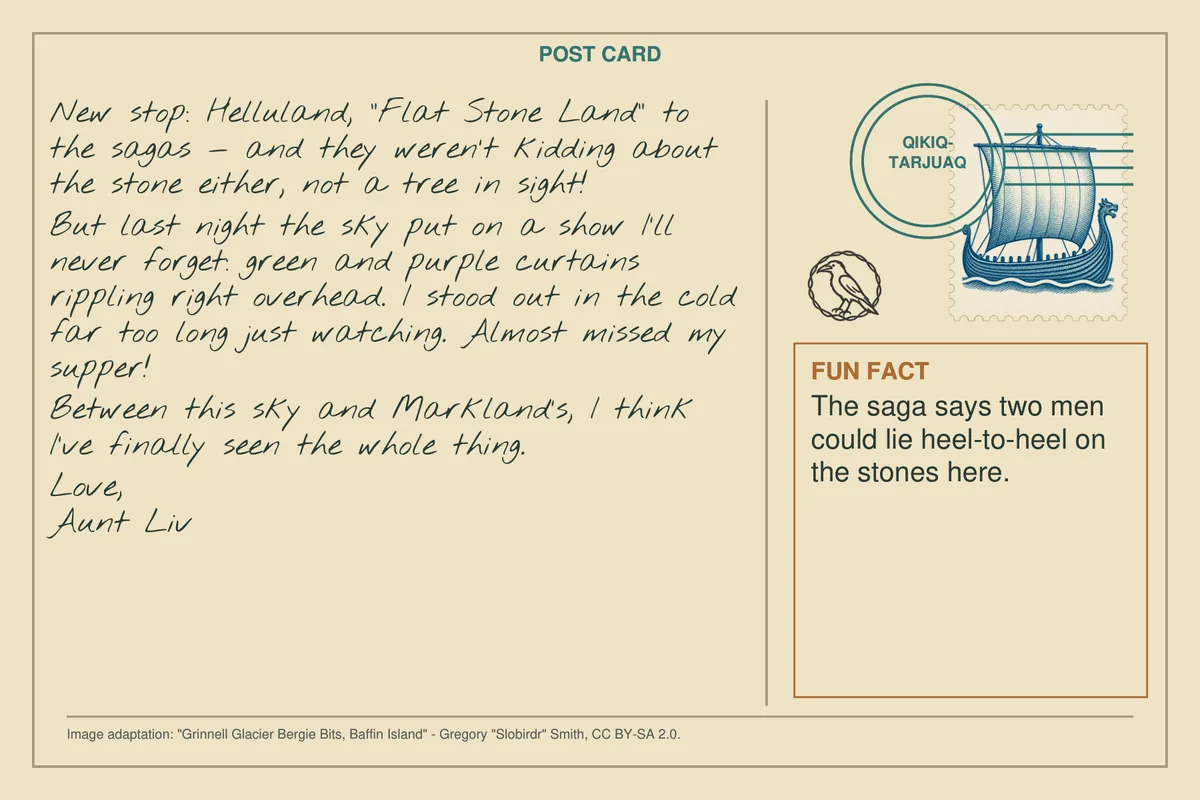 POST CARD
New stop: Helluland, "Flat Stone Land" to
the sagas – and they weren't kidding about
the stone either, not a tree in sight!
But last night the sky put on a show I'll
never forget: green and purple curtains
rippling right overhead. I stood out in the cold
far too long just watching. Almost missed my
supper!
Between this sky and Markland's, I think
I've finally seen the whole thing.
Love,
Aunt Liv
QIKIQ-
TARJUAQ
FUN FACT
The saga says two men
could lie heel-to-heel on
the stones here.
Image adaptation: "Grinnell Glacier Bergie Bits, Baffin Island" - Gregory "Slobirdr" Smith, CC BY-SA 2.0.